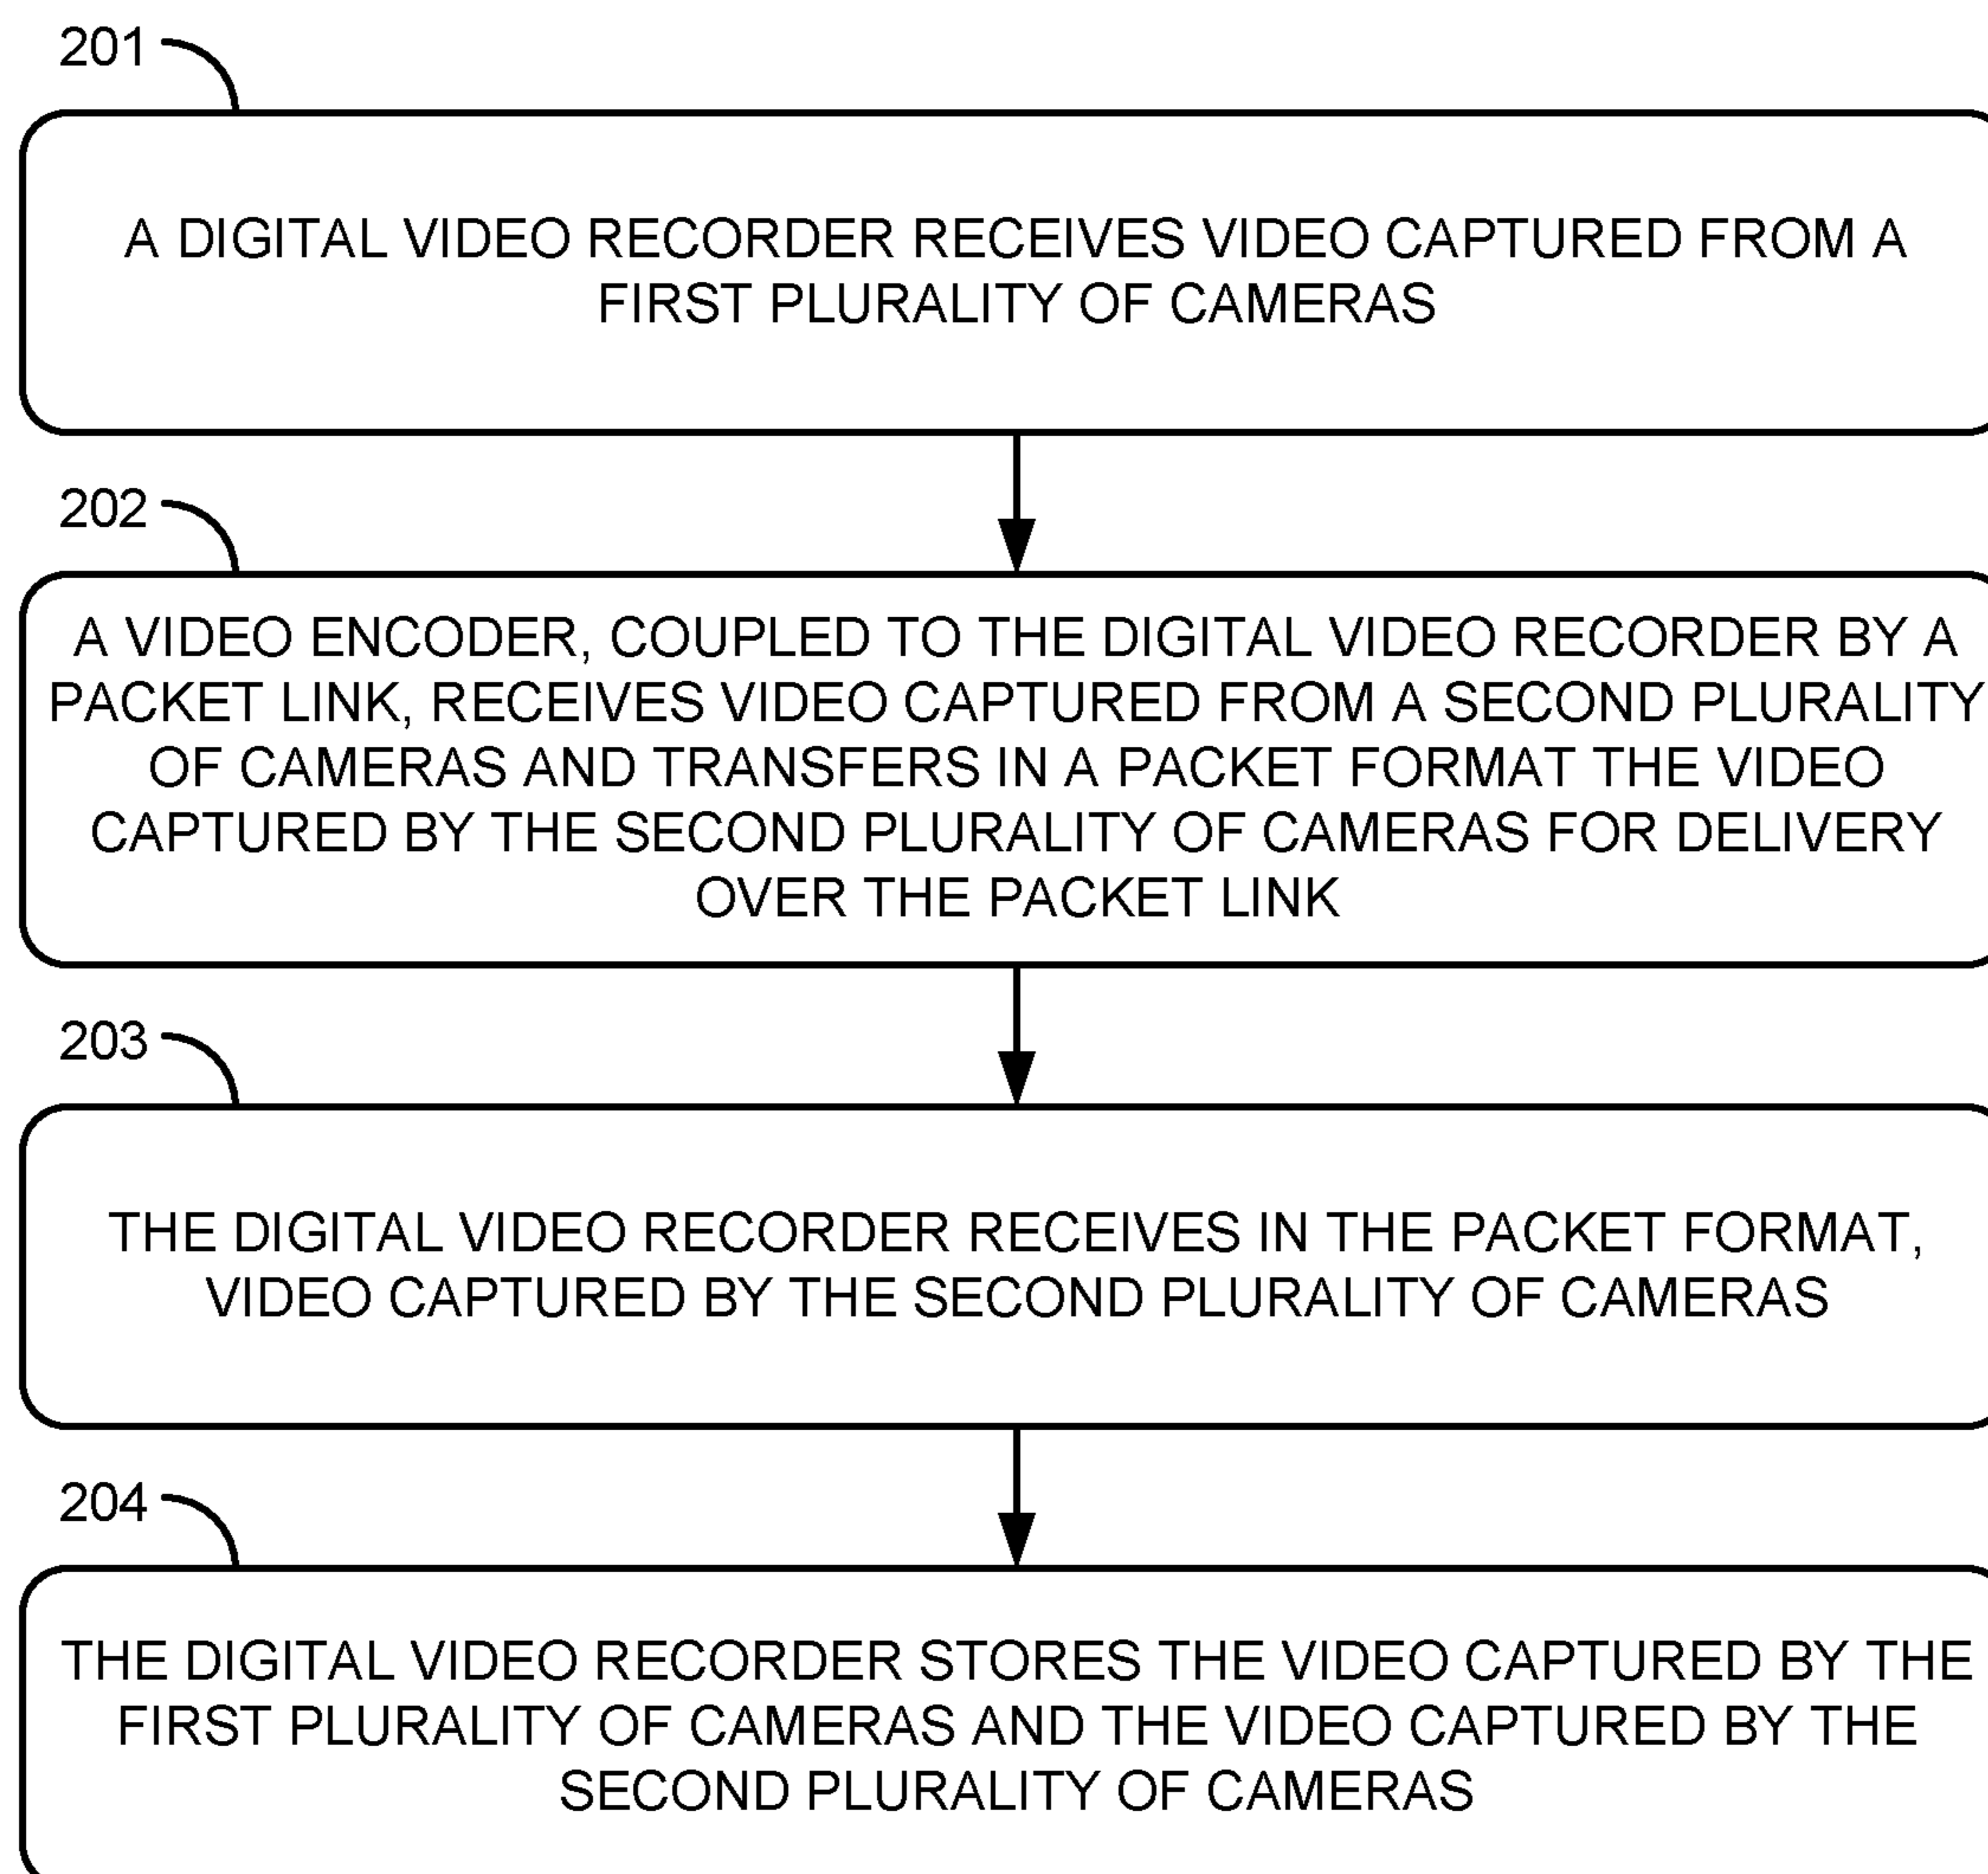 201
A DIGITAL VIDEO RECORDER RECEIVES VIDEO CAPTURED FROM A
FIRST PLURALITY OF CAMERAS
202
A VIDEO ENCODER, COUPLED TO THE DIGITAL VIDEO RECORDER BY A
PACKET LINK, RECEIVES VIDEO CAPTURED FROM A SECOND PLURALITY
OF CAMERAS AND TRANSFERS IN A PACKET FORMAT THE VIDEO
CAPTURED BY THE SECOND PLURALITY OF CAMERAS FOR DELIVERY
OVER THE PACKET LINK
203
THE DIGITAL VIDEO RECORDER RECEIVES IN THE PACKET FORMAT,
VIDEO CAPTURED BY THE SECOND PLURALITY OF CAMERAS
204
THE DIGITAL VIDEO RECORDER STORES THE VIDEO CAPTURED BY THE
FIRST PLURALITY OF CAMERAS AND THE VIDEO CAPTURED BY THE
SECOND PLURALITY OF CAMERAS